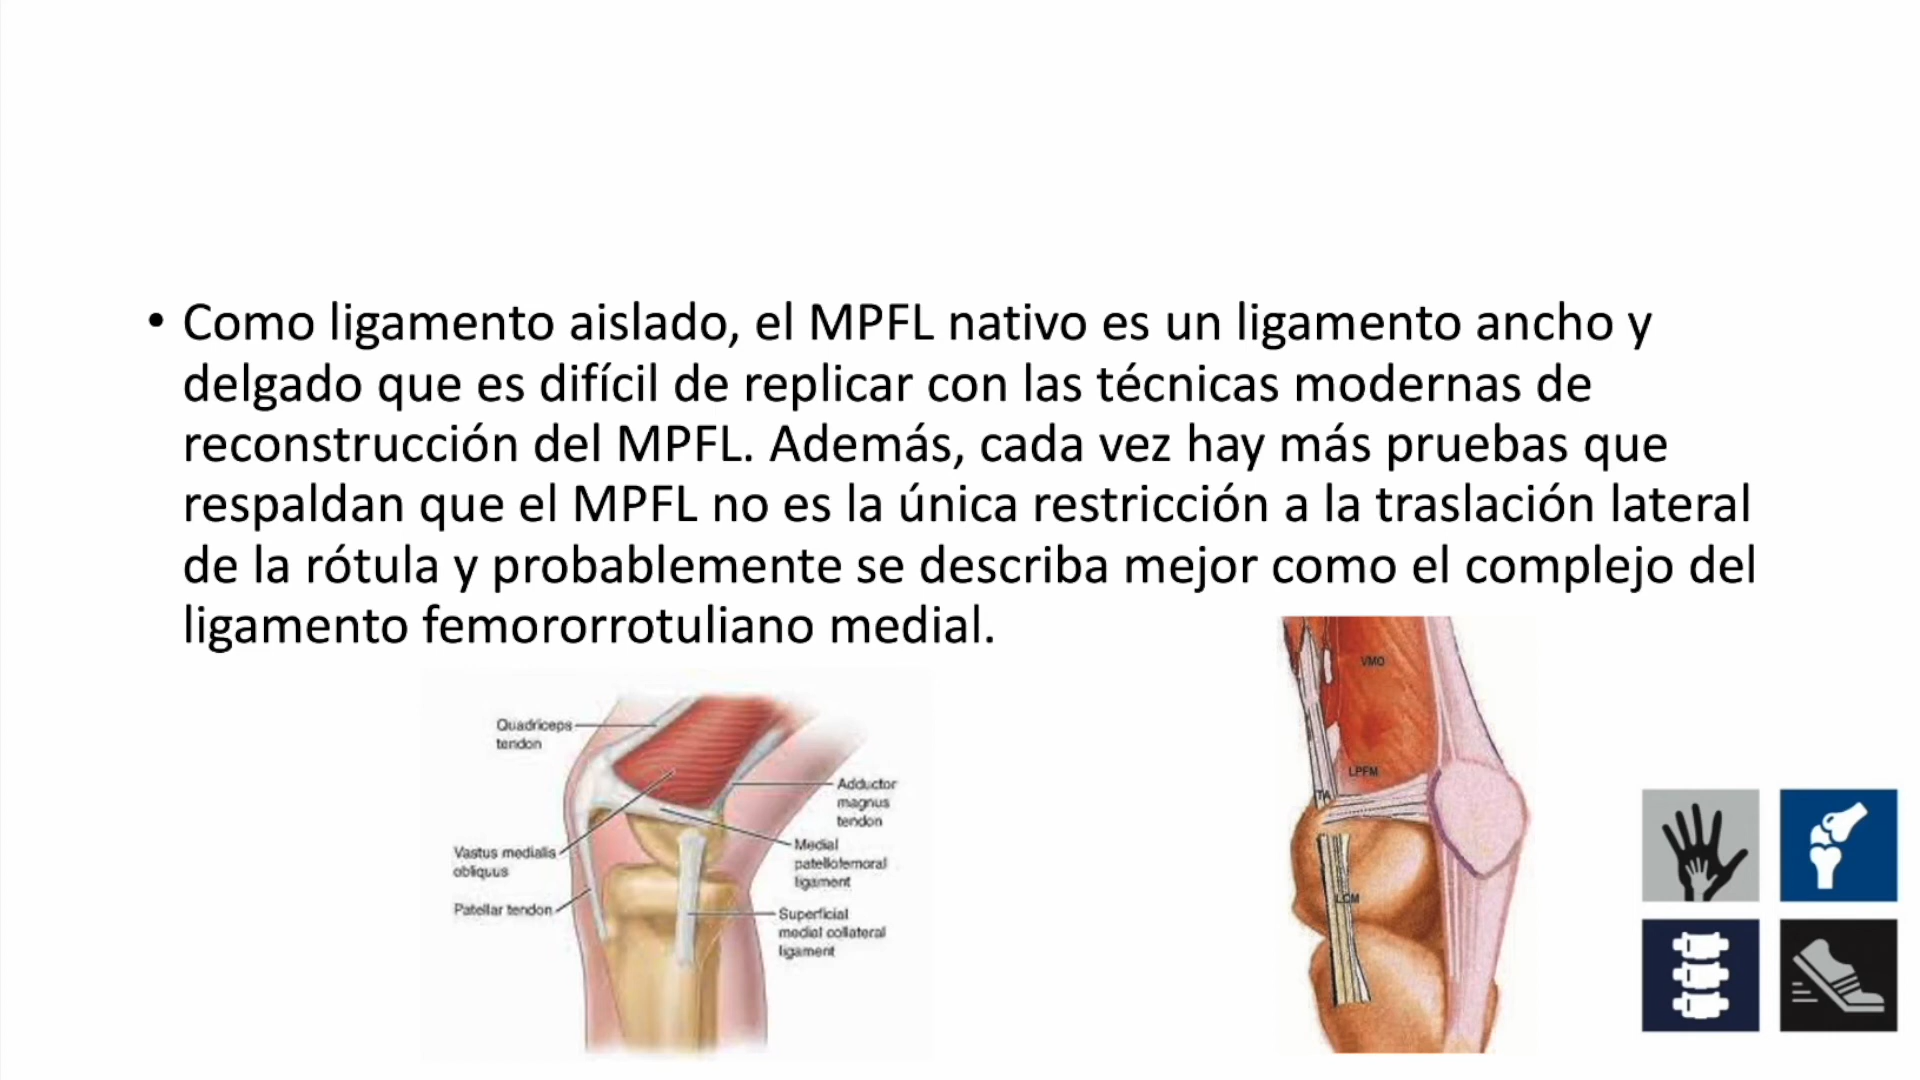 • Como ligamento aislado, el MPFL nativo es un ligamento ancho y
delgado que es difícil de replicar con las técnicas modernas de
reconstrucción del MPFL. Además, cada vez hay más pruebas que
respaldan que el MPFL no es la única restricción a la traslación lateral
de la rótula y probablemente se describa mejor como el complejo del
ligamento femororrotuliano medial.
Quadriceps
tendon
Vastus medialis
obliquus
Patellar tendon
Adductor
magnus
tendon
Medial
patellofemoral
ligament
Superficial
medial collateral
ligament
VMO
LPFM
TA
LCM